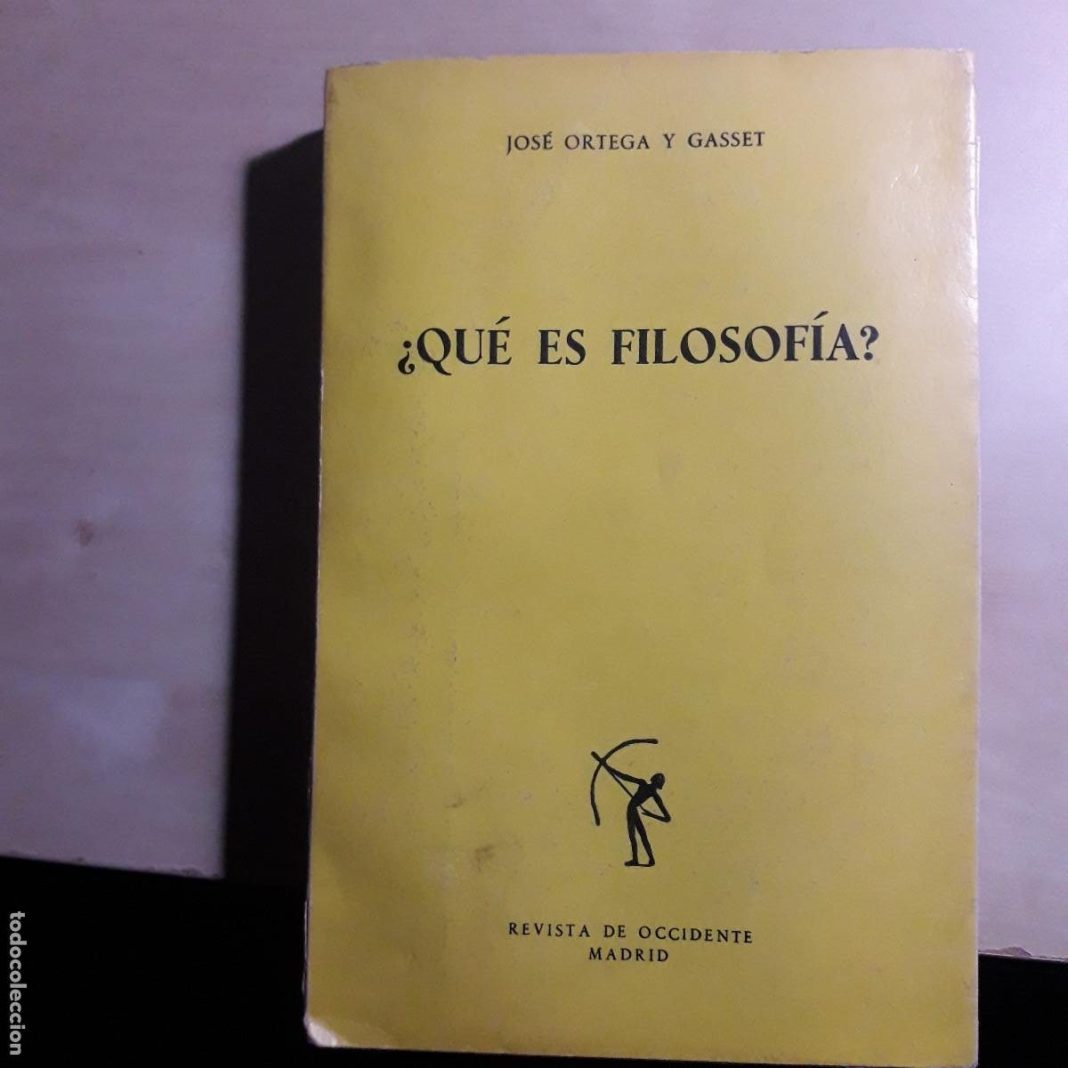 JOSÉ ORTEGA Y GASSET
¿QUÉ ES FILOSOFÍA?
REVISTA DE OCCIDENTE
MADRID
todocoleccion